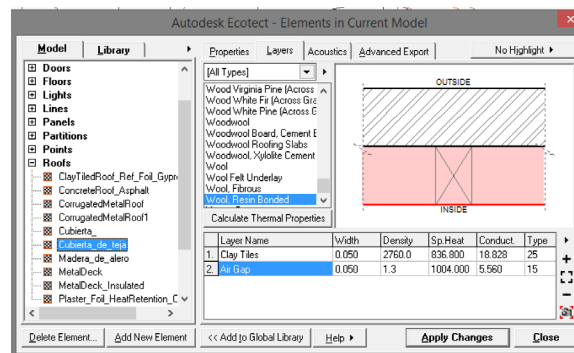 Autodesk Ecotect - Elements in Current Model
Model Library
Properties Layers Acoustics Advanced Export No Highlight
Doors
Floors
Lights
Lines
Panels
Partitions
Points
Roofs
ClayTiledRoof_Ref_Foil_Gypr
ConcreteRoof_Asphalt
CorrugatedMetalRoof
CorrugatedMetalRoof1
Cubierta_
Cubierta_de_teja
Madera_de_alero
MetalDeck
MetalDeck_Insulated
Plaster_Foil_HeatRetention_C
[All Types]
Wood Virginia Pine (Across
Wood White Fir (Across Gra
Wood White Pine (Across G
Woodwool
Woodwool Board, Cement B
Woodwool Roofing Slabs
Woodwool, Xylolite Cement
Wool
Wool Felt Underlay
Wool, Fibrous
Wool, Resin Bonded
Calculate Thermal Properties
OUTSIDE
INSIDE
Layer Name Width Density Sp.Heat Conduct. Type
1. Clay Tiles 0.050 2760.0 836.800 18.828 25
2. Air Gap 0.050 1.3 1004.000 5.560 15
Delete Element... Add New Element << Add to Global Library Help Apply Changes Close